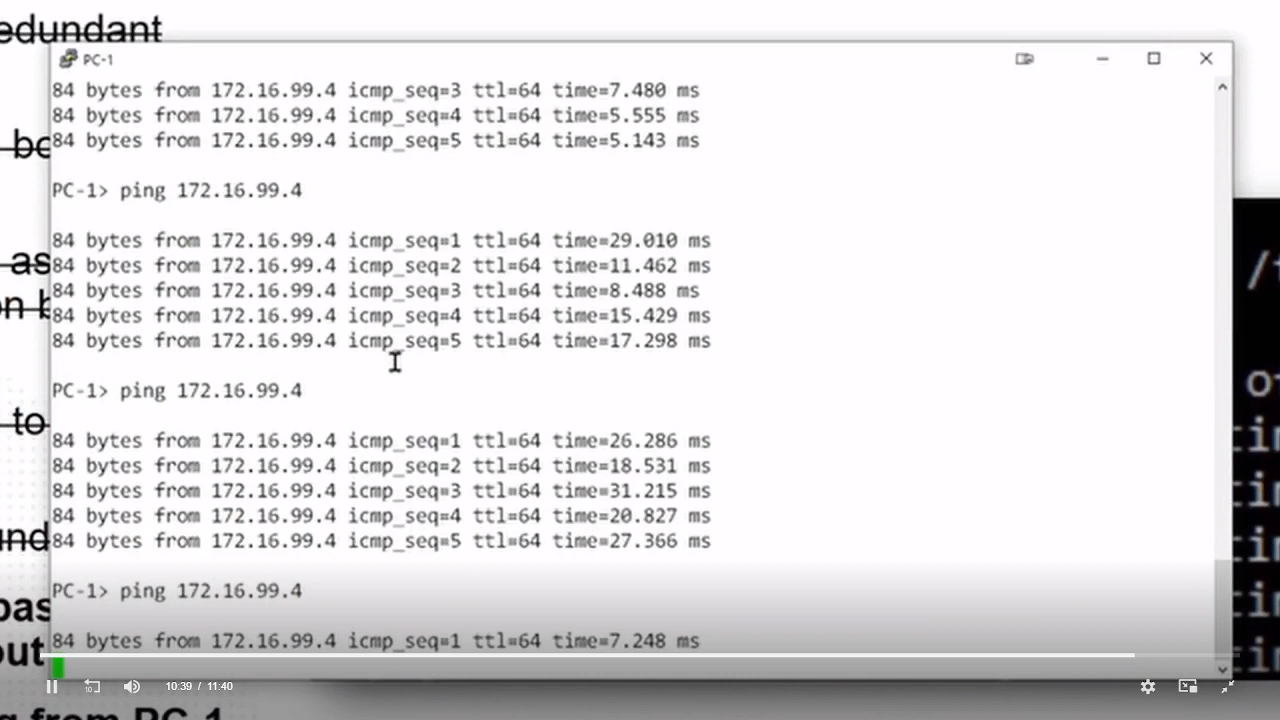 edundant
PC-1
84 bytes from 172.16.99.4 icmp_seq=3 ttl=64 time=7.480 ms
84 bytes from 172.16.99.4 icmp_seq=4 ttl=64 time=5.555 ms
84 bytes from 172.16.99.4 icmp_seq=5 ttl=64 time=5.143 ms
bo
PC-1> ping 172.16.99.4
84 bytes from 172.16.99.4 icmp_seq=1 ttl=64 time=29.010 ms
as
84 bytes from 172.16.99.4 icmp_seq=2 ttl=64 time=11.462 ms
84 bytes from 172.16.99.4 icmp_seq=3 ttl=64 time=8.488 ms
on b
84 bytes from 172.16.99.4 icmp_seq=4 ttl=64 time=15.429 ms
84 bytes from 172.16.99.4 icmp_seq=5 ttl=64 time=17.298 ms
PC-1> ping 172.16.99.4
to
84 bytes from 172.16.99.4 icmp_seq=1 ttl=64 time=26.286 ms
84 bytes from 172.16.99.4 icmp_seq=2 ttl=64 time=18.531 ms
84 bytes from 172.16.99.4 icmp_seq=3 ttl=64 time=31.215 ms
84 bytes from 172.16.99.4 icmp_seq=4 ttl=64 time=20.827 ms
und
84 bytes from 172.16.99.4 icmp_seq=5 ttl=64 time=27.366 ms
PC-1> ping 172.16.99.4
pas
84 bytes from 172.16.99.4 icmp_seq=1 ttl=64 time=7.248 ms
out
10
10:39 / 11:40
from PC-1